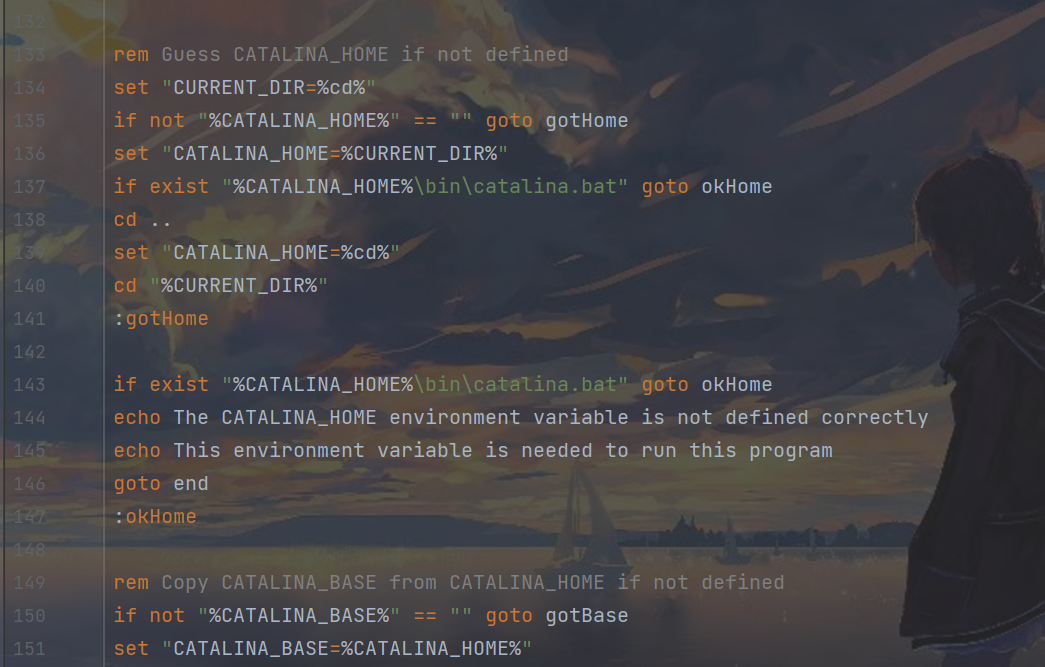 132
133 rem Guess CATALINA_HOME if not defined
134 set "CURRENT_DIR=%cd%"
135 if not "%CATALINA_HOME%" == "" goto gotHome
136 set "CATALINA_HOME=%CURRENT_DIR%"
137 if exist "%CATALINA_HOME%\bin\catalina.bat" goto okHome
138 cd ..
139 set "CATALINA_HOME=%cd%"
140 cd "%CURRENT_DIR%"
141 :gotHome
142
143 if exist "%CATALINA_HOME%\bin\catalina.bat" goto okHome
144 echo The CATALINA_HOME environment variable is not defined correctly
145 echo This environment variable is needed to run this program
146 goto end
147 :okHome
148
149 rem Copy CATALINA_BASE from CATALINA_HOME if not defined
150 if not "%CATALINA_BASE%" == "" goto gotBase
151 set "CATALINA_BASE=%CATALINA_HOME%"